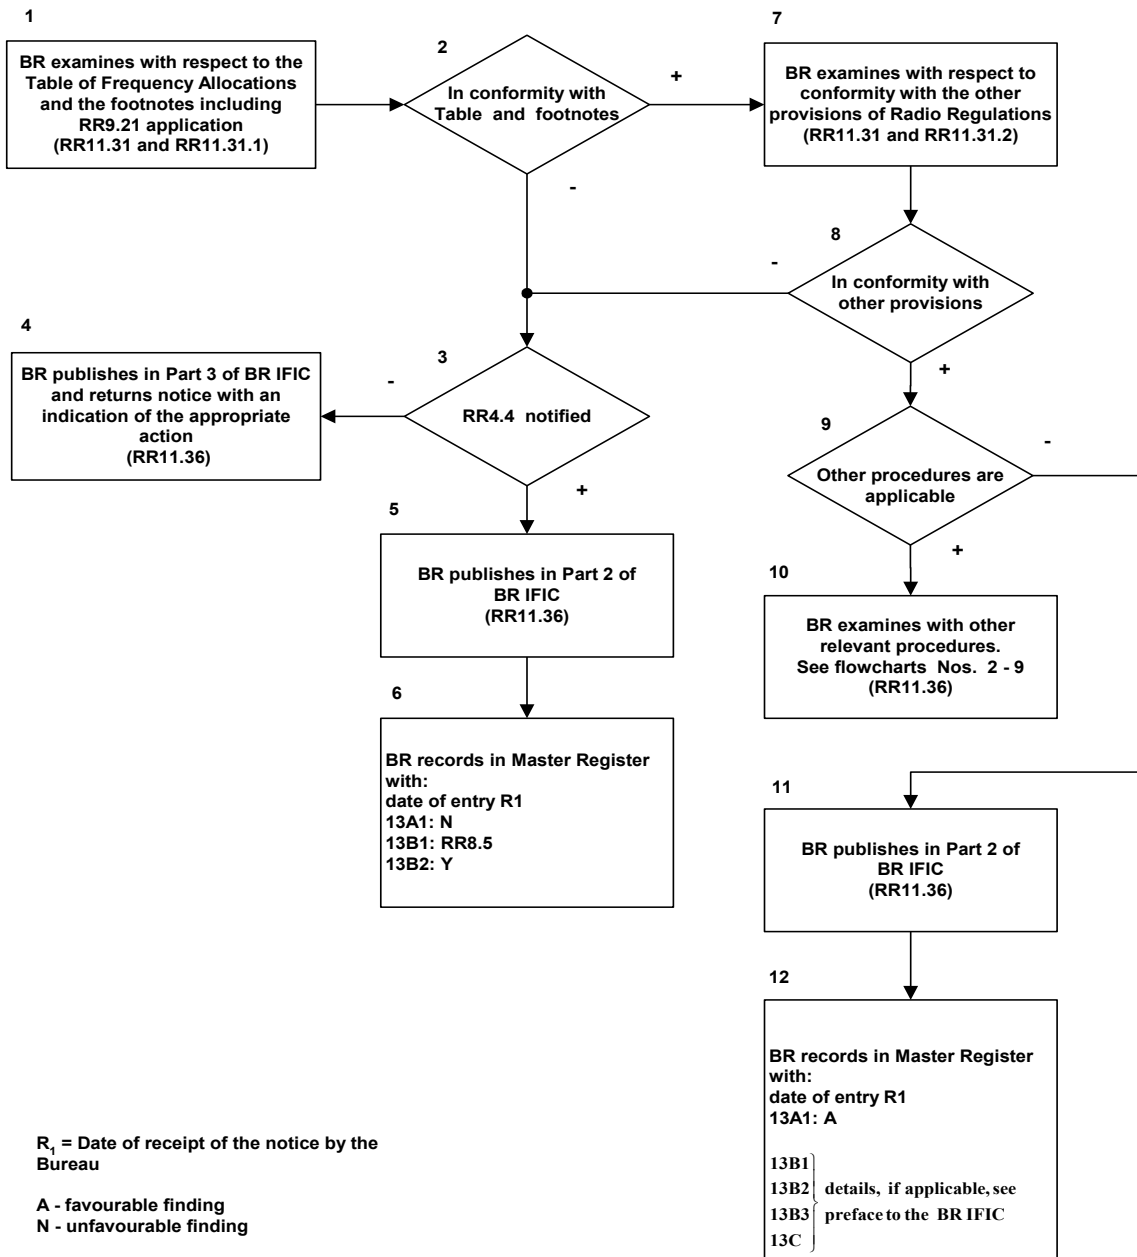 1
BR examines with respect to the
Table of Frequency Allocations
and the footnotes including
RR9.21 application
(RR11.31 and RR11.31.1)
2
In conformity with
Table and footnotes
+
-
7
BR examines with respect to
conformity with the other
provisions of Radio Regulations
(RR11.31 and RR11.31.2)
8
In conformity with
other provisions
-
+
4
BR publishes in Part 3 of BR IFIC
and returns notice with an
indication of the appropriate
action
(RR11.36)
3
RR4.4 notified
-
+
9
Other procedures are
applicable
-
+
5
BR publishes in Part 2 of
BR IFIC
(RR11.36)
10
BR examines with other
relevant procedures.
See flowcharts Nos. 2 - 9
(RR11.36)
6
BR records in Master Register
with:
date of entry R1
13A1: N
13B1: RR8.5
13B2: Y
11
BR publishes in Part 2 of
BR IFIC
(RR11.36)
12
BR records in Master Register
with:
date of entry R1
13A1: A
13B1
13B2 details, if applicable, see
13B3 preface to the BR IFIC
13C
R1 = Date of receipt of the notice by the
Bureau
A - favourable finding
N - unfavourable finding